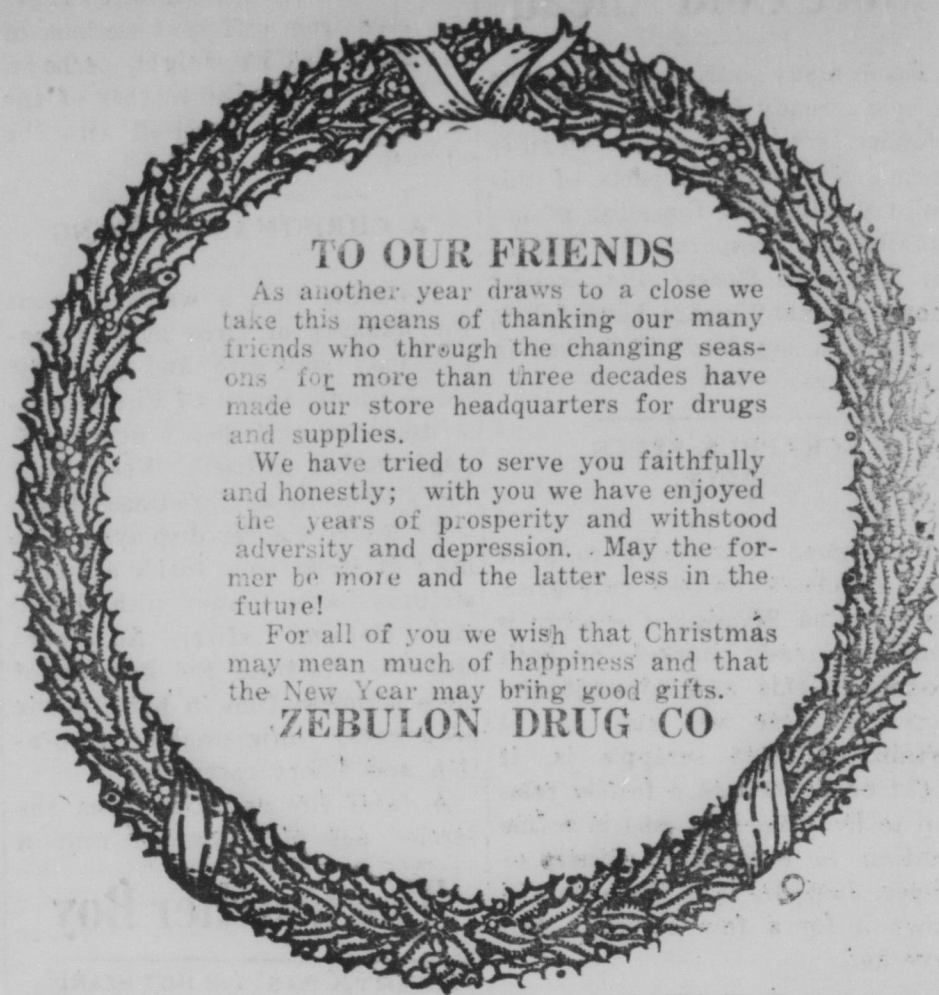 TO OUR FRIENDS
As another year draws to a close we
take this means of thanking our many
friends who through the changing seas-
ons for more than three decades have
made our store headquarters for drugs
and supplies.
We have tried to serve you faithfully
and honestly; with you we have enjoyed
the years of prosperity and withstood
adversity and depression. May the for-
mer be more and the latter less in the
future!
For all of you we wish that Christmas
may mean much of happiness and that
the New Year may bring good gifts.
ZEBULON DRUG CO